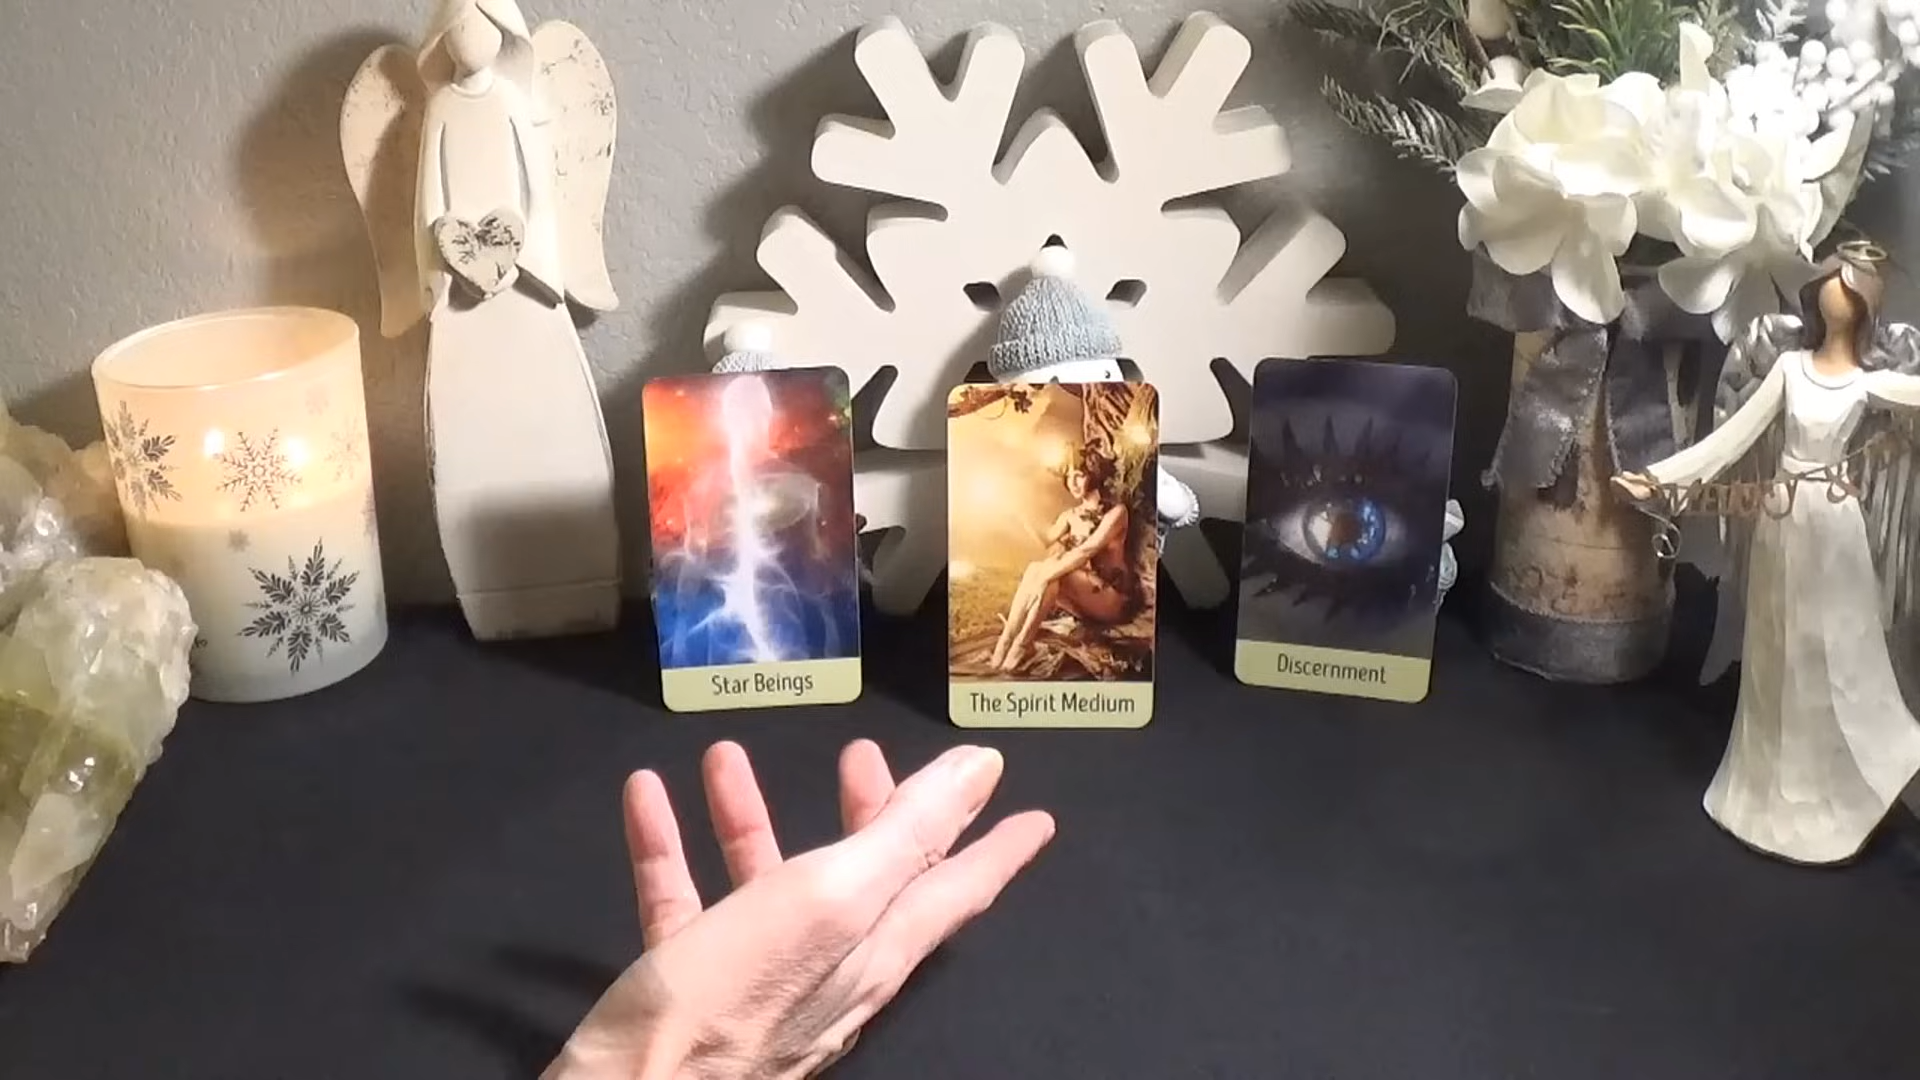 Star Beings
The Spirit Medium
Discernment